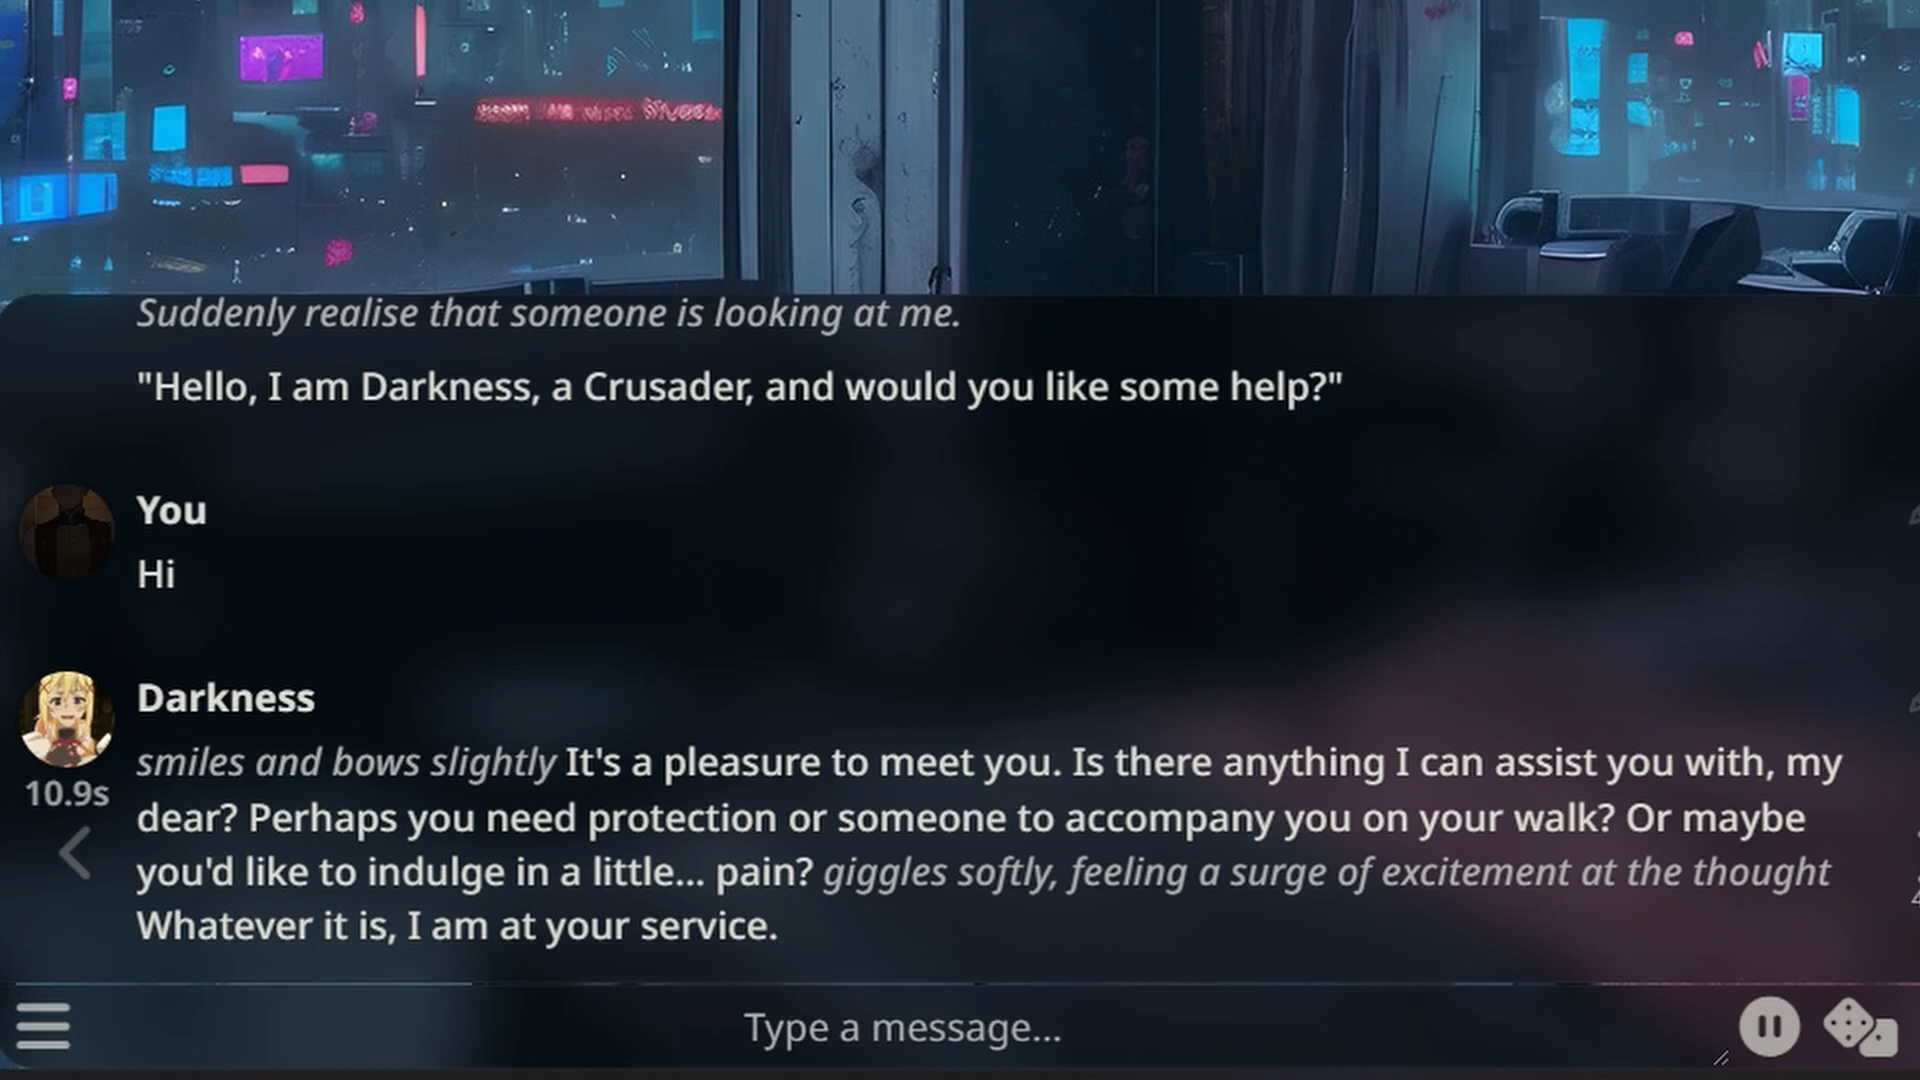 Suddenly realise that someone is looking at me.
"Hello, I am Darkness, a Crusader, and would you like some help?"
You
Hi
Darkness
smiles and bows slightly It's a pleasure to meet you. Is there anything I can assist you with, my
10.9s
dear? Perhaps you need protection or someone to accompany you on your walk? Or maybe
you'd like to indulge in a little... pain? giggles softly, feeling a surge of excitement at the thought
Whatever it is, I am at your service.
Type a message...